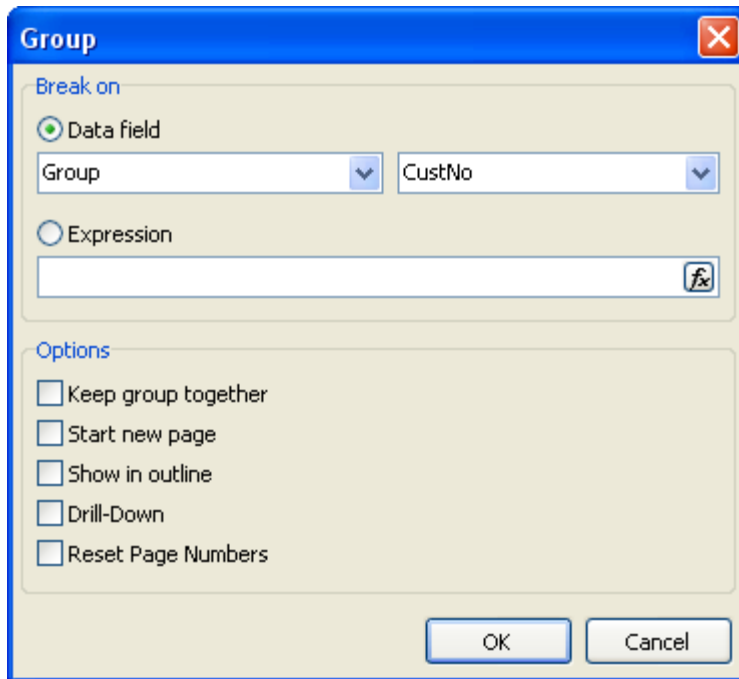 Group
Break on
Data field
Group CustNo
Expression
fx
Options
Keep group together
Start new page
Show in outline
Drill-Down
Reset Page Numbers
OK Cancel